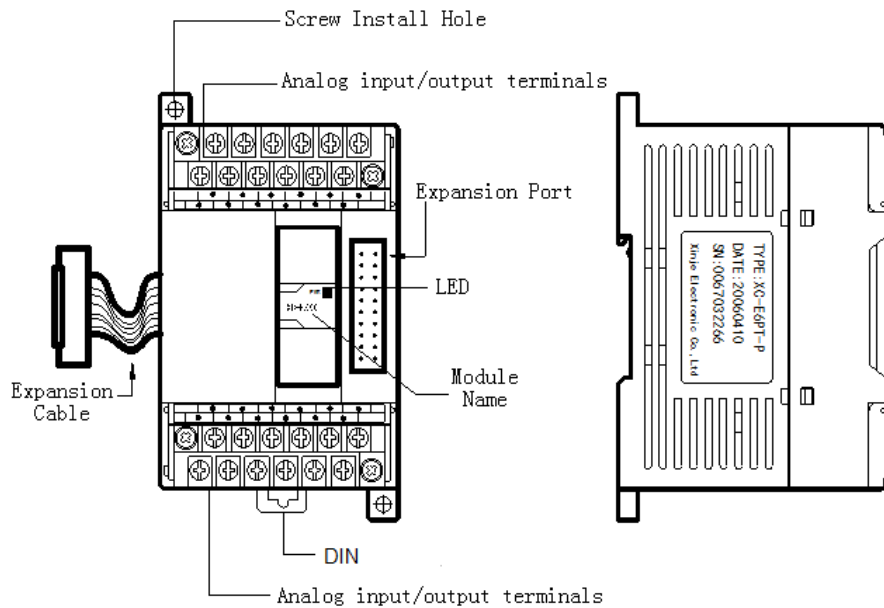 Screw Install Hole
Analog input/output terminals
Expansion Port
LED
Module
Name
Expansion
Cable
DIN
Analog input/output terminals
TYPE:XC-E6PT-P
DATE:20060410
SN:0067032266
Xinje Electronic Co.,Ltd